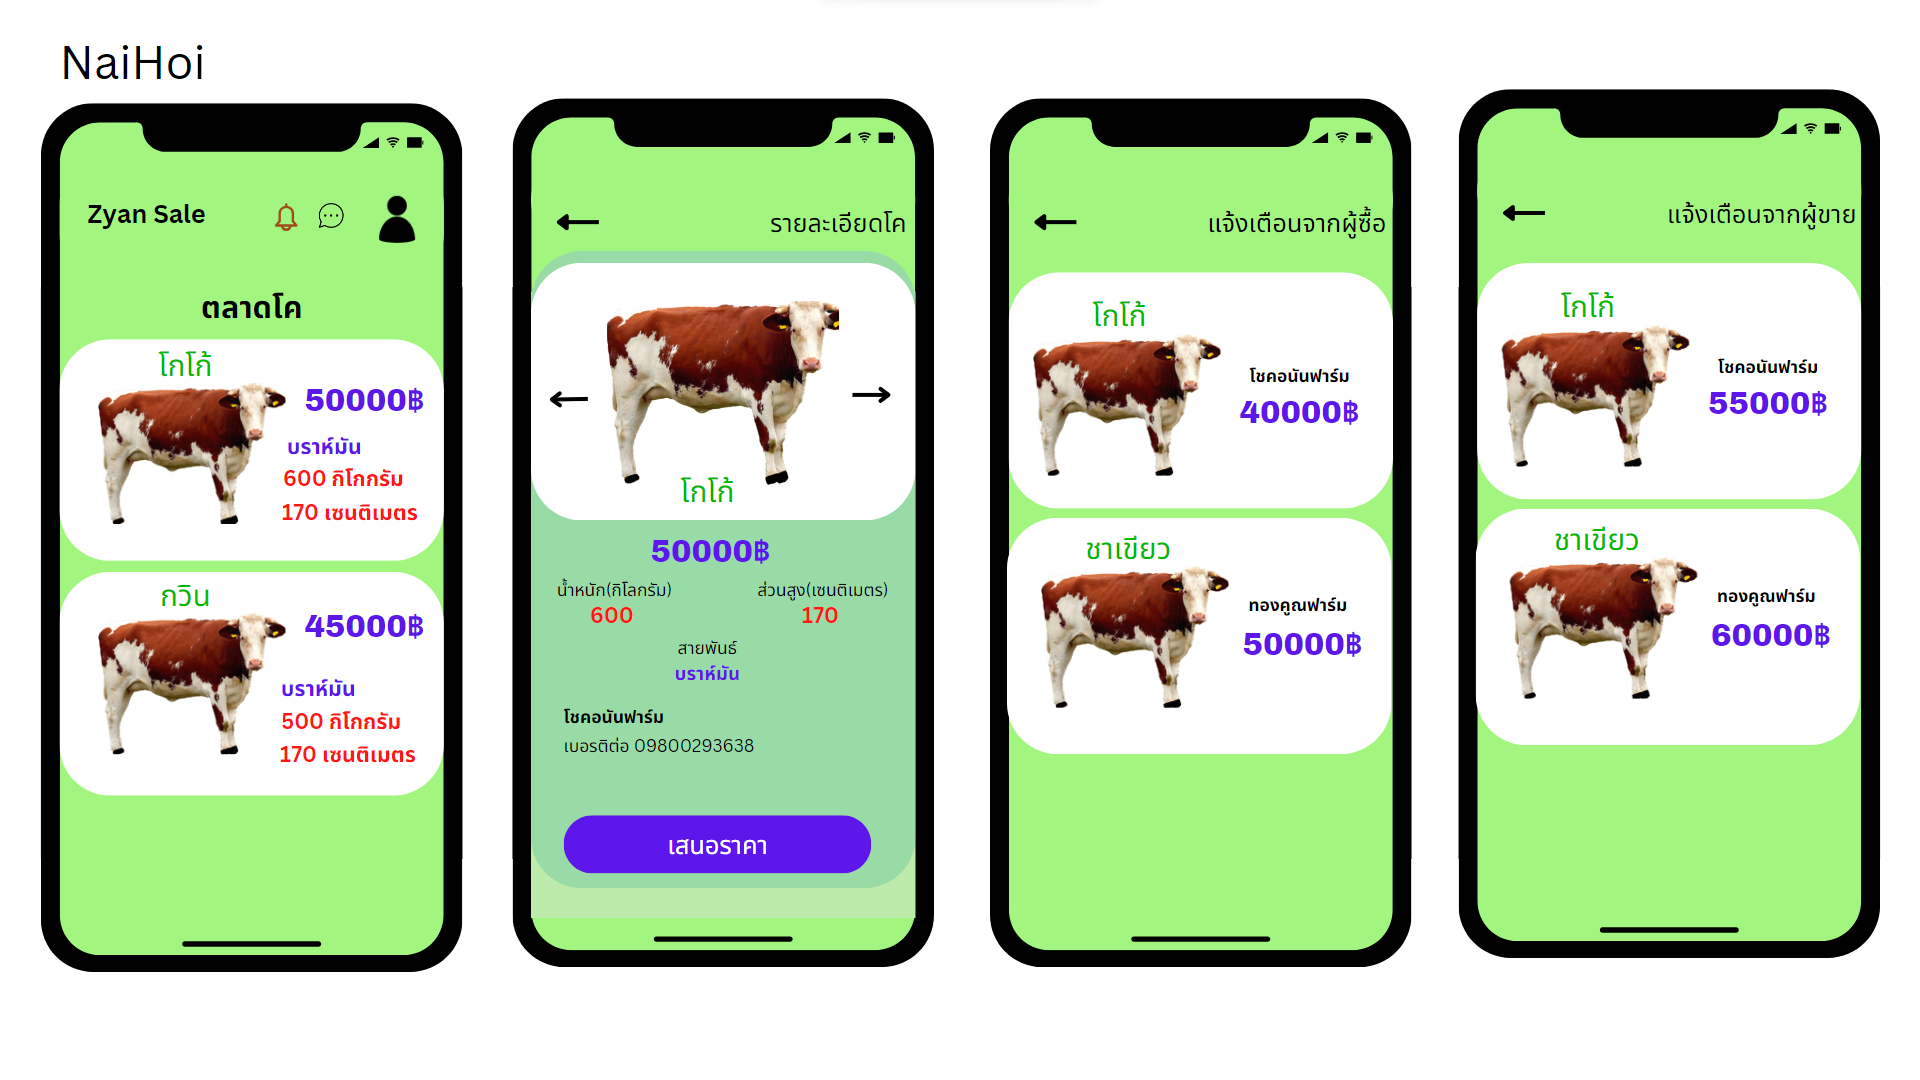 NaiHoi
Zyan Sale
ตลาดโค
โกโก้
50000฿
บราห์มัน
600 กิโกกรัม
170 เซนติเมตร
กวิน
45000฿
บราห์มัน
500 กิโกกรัม
170 เซนติเมตร
รายละเอียดโค
โกโก้
50000฿
น้ำหนัก(กิโลกรัม)
ส่วนสูง(เซนติเมตร)
600
170
สายพันธ์
บราห์มัน
โชคอนันฟาร์ม
เบอรติต่อ 09800293638
เสนอราคา
แจ้งเตือนจากผู้ซื้อ
โกโก้
โชคอนันฟาร์ม
40000฿
ชาเขียว
ทองคูณฟาร์ม
50000฿
แจ้งเตือนจากผู้ขาย
โกโก้
โชคอนันฟาร์ม
55000฿
ชาเขียว
ทองคูณฟาร์ม
60000฿